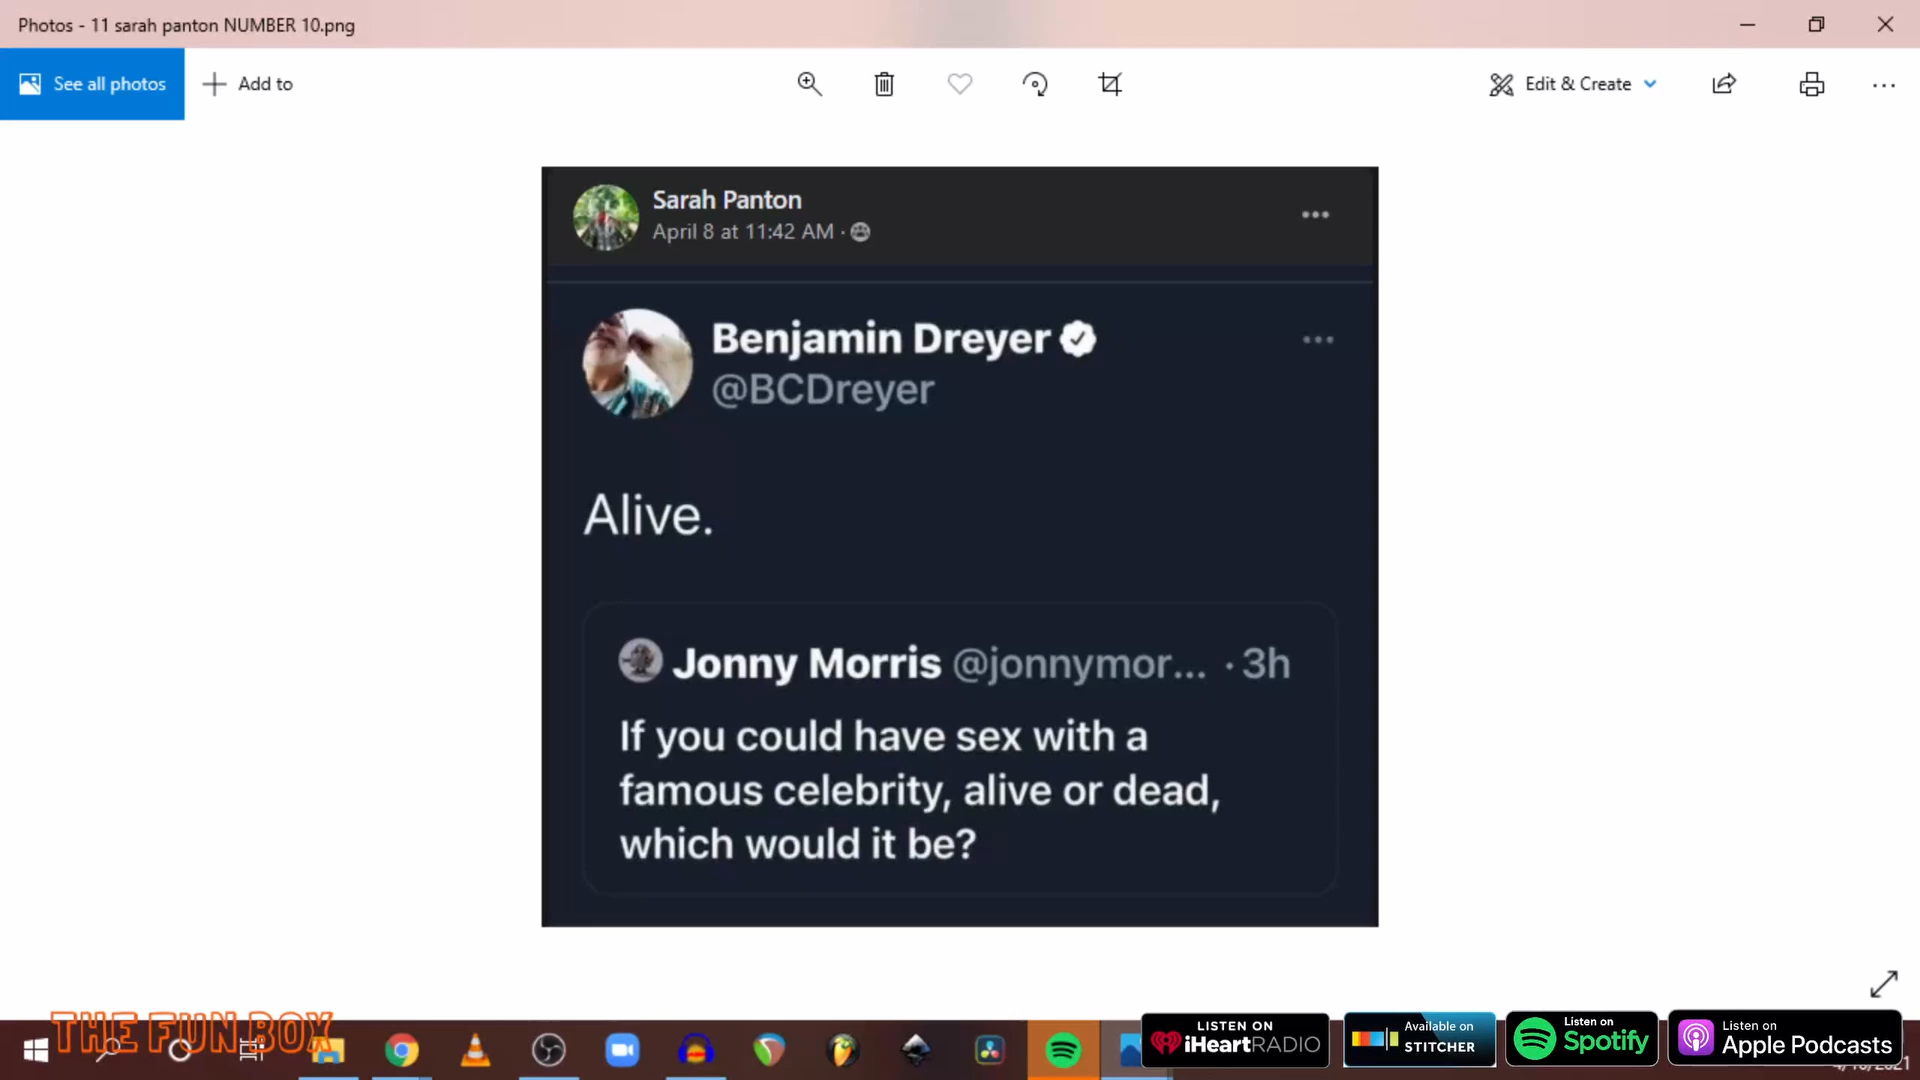 Photos - 11 sarah panton NUMBER 10.png
See all photos
Add to
Edit & Create
Sarah Panton
April 8 at 11:42 AM ·
Benjamin Dreyer
@BCDreyer
Alive.
Jonny Morris @jonnymor... · 3h
If you could have sex with a
famous celebrity, alive or dead,
which would it be?
THE FUN BOX
LISTEN ON
iHeartRADIO
Available on
STITCHER
Listen on
Spotify
Listen on
Apple Podcasts